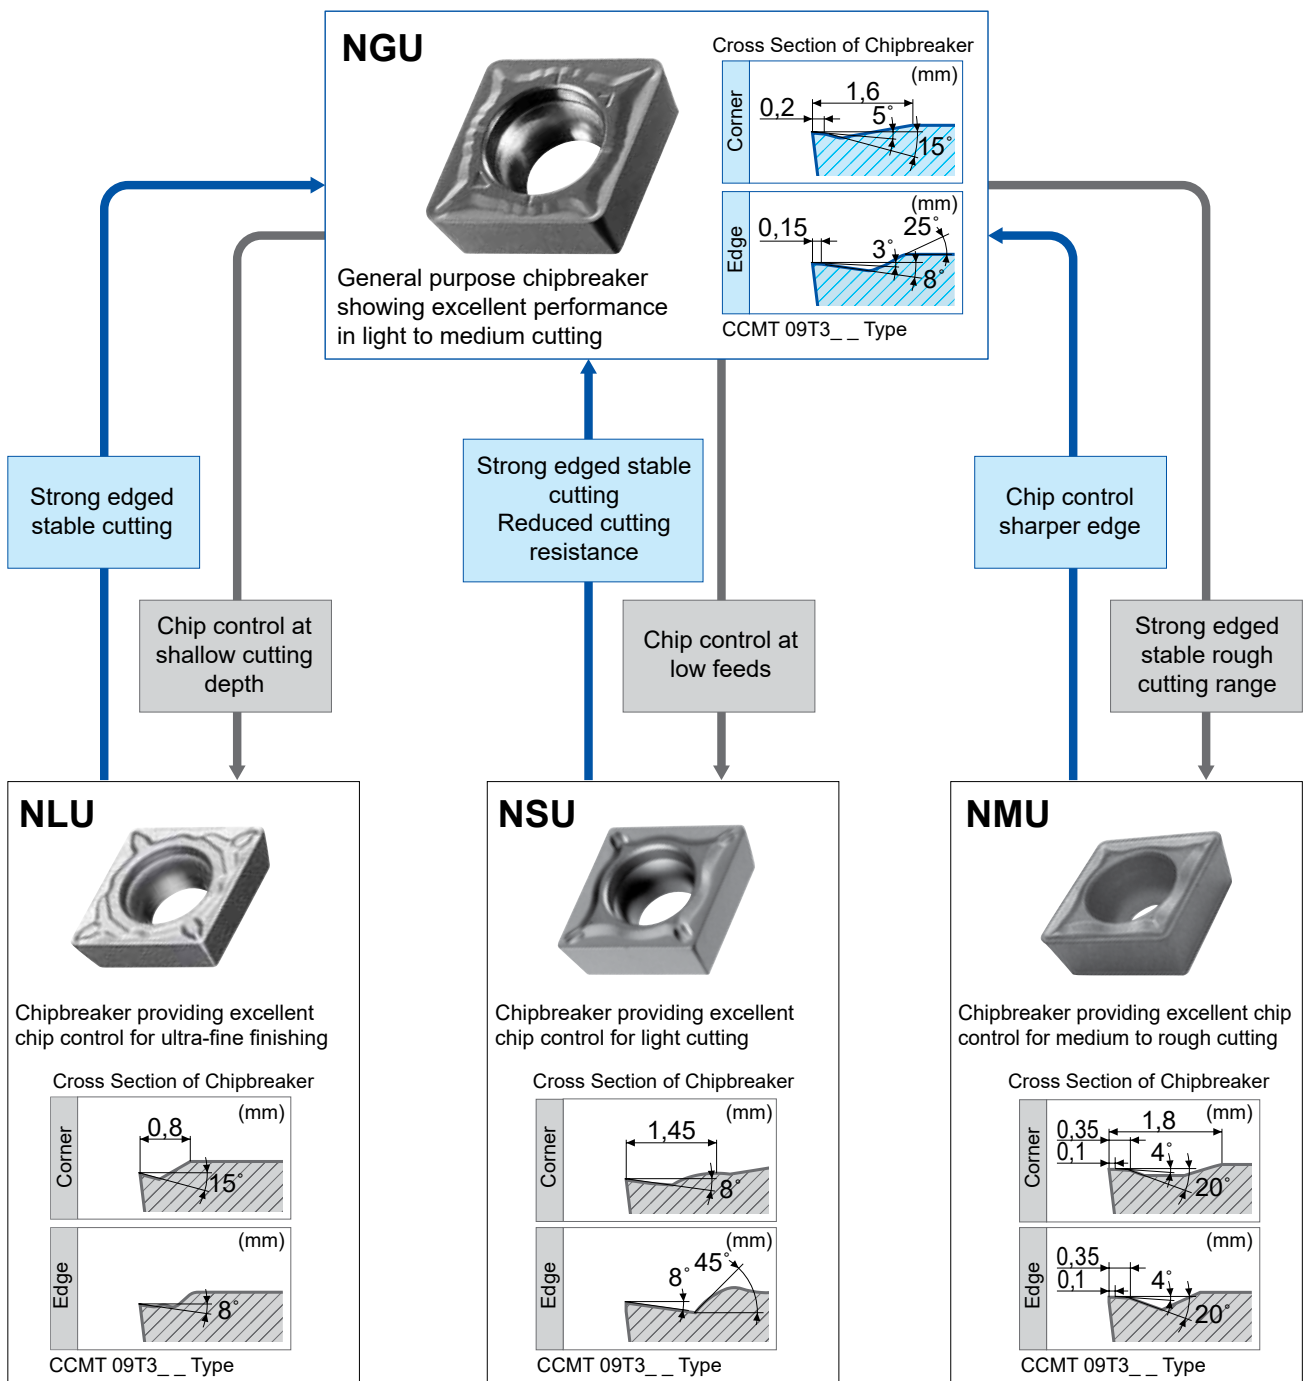 NGU
Cross Section of Chipbreaker
Corner
(mm)
0,2
1,6
5°
15°
Edge
(mm)
0,15
25°
3°
8°
CCMT 09T3_ _ Type
General purpose chipbreaker
showing excellent performance
in light to medium cutting
Strong edged
stable cutting
Strong edged stable
cutting
Reduced cutting
resistance
Chip control
sharper edge
Chip control at
shallow cutting
depth
Chip control at
low feeds
Strong edged
stable rough
cutting range
NLU
Chipbreaker providing excellent
chip control for ultra-fine finishing
Cross Section of Chipbreaker
Corner
(mm)
0,8
15°
Edge
(mm)
8°
CCMT 09T3_ _ Type
NSU
Chipbreaker providing excellent
chip control for light cutting
Cross Section of Chipbreaker
Corner
(mm)
1,45
8°
Edge
(mm)
45°
8°
CCMT 09T3_ _ Type
NMU
Chipbreaker providing excellent chip
control for medium to rough cutting
Cross Section of Chipbreaker
Corner
(mm)
0,35
1,8
0,1
4°
20°
Edge
(mm)
0,35
0,1
4°
20°
CCMT 09T3_ _ Type